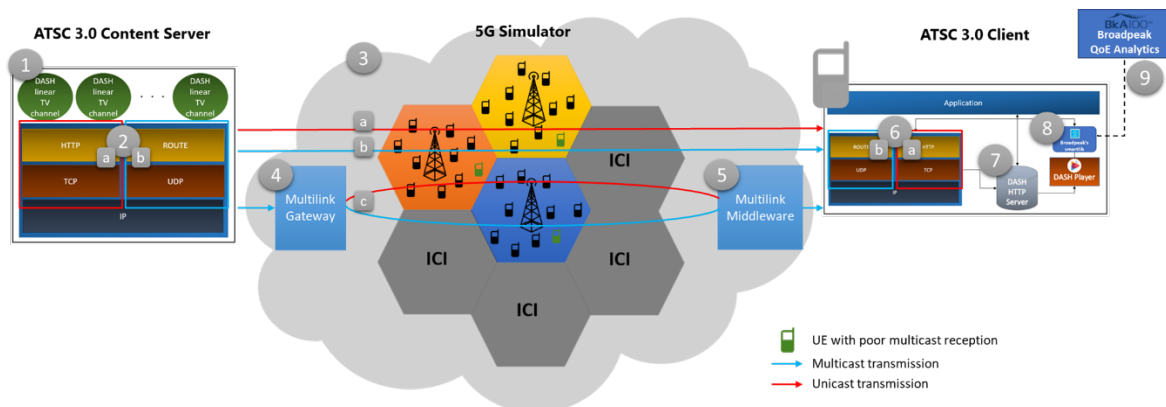 ATSC 3.0 Content Server
5G Simulator
ATSC 3.0 Client
BkA100™
Broadpeak
QoE Analytics
1
DASH
linear
TV
channel
DASH
linear
TV
channel
. . .
DASH
linear
TV
channel
2
HTTP
a
b
ROUTE
TCP
UDP
IP
3
a
b
c
4
Multilink
Gateway
ICI
ICI
ICI
ICI
5
Multilink
Middleware
Application
6
ROUTE
b
a
HTTP
UDP
TCP
IP
7
DASH
HTTP
Server
8
Broadpeak's
smartlib
DASH Player
9
UE with poor multicast reception
Multicast transmission
Unicast transmission